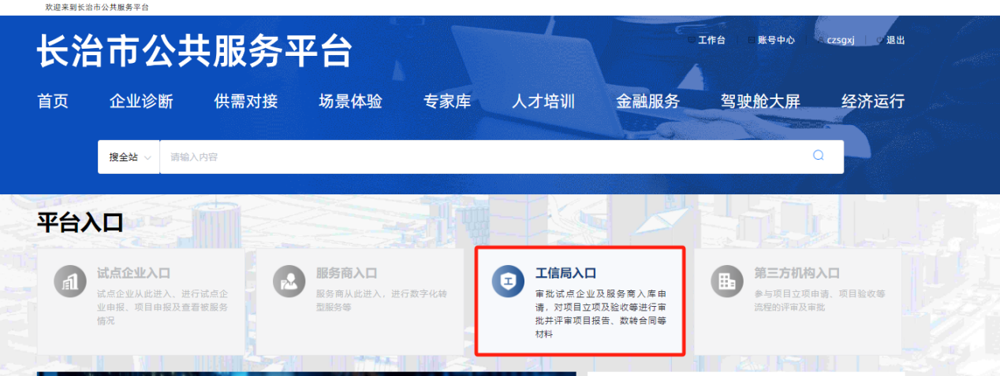 欢迎来到长治市公共服务平台
长治市公共服务平台
工作台
账号中心
czsgxj
退出
首页
企业诊断
供需对接
场景体验
专家库
人才培训
金融服务
驾驶舱大屏
经济运行
搜全站
请输入内容
平台入口
试点企业入口
试点企业从此进入、进行试点企
业申报、项目申报及查看被服务
情况
服务商入口
服务商从此进入，进行数字化转
型服务等
工信局入口
审批试点企业及服务商入库申
请，对项目立项及验收等进行审
批并评审项目报告、数转合同等
材料
第三方机构入口
参与项目立项申请、项目验收等
流程的评审及审批